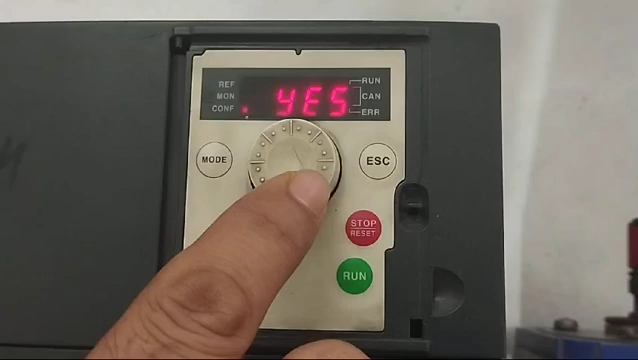 REF
MON
CONF
. YES
RUN
CAN
ERR
MODE
ESC
STOP
RESET
RUN